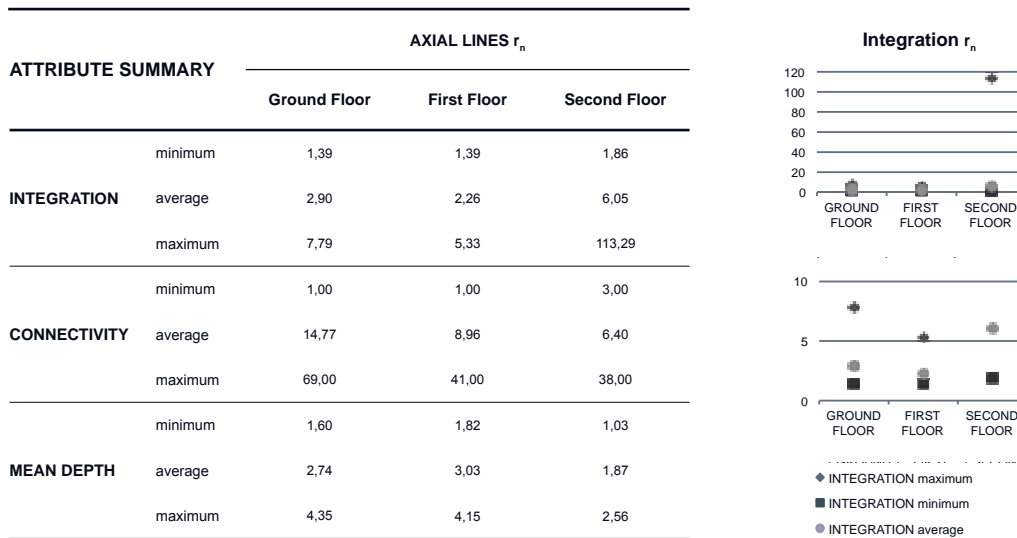 AXIAL LINES rn
ATTRIBUTE SUMMARY
Ground Floor First Floor Second Floor
minimum 1,39 1,39 1,86
INTEGRATION average 2,90 2,26 6,05
maximum 7,79 5,33 113,29
minimum 1,00 1,00 3,00
CONNECTIVITY average 14,77 8,96 6,40
maximum 69,00 41,00 38,00
minimum 1,60 1,82 1,03
MEAN DEPTH average 2,74 3,03 1,87
maximum 4,35 4,15 2,56
Integration rn
120
100
80
60
40
20
0
GROUND FIRST SECOND
FLOOR FLOOR FLOOR
10
5
0
GROUND FIRST SECOND
FLOOR FLOOR FLOOR
INTEGRATION maximum
INTEGRATION minimum
INTEGRATION average